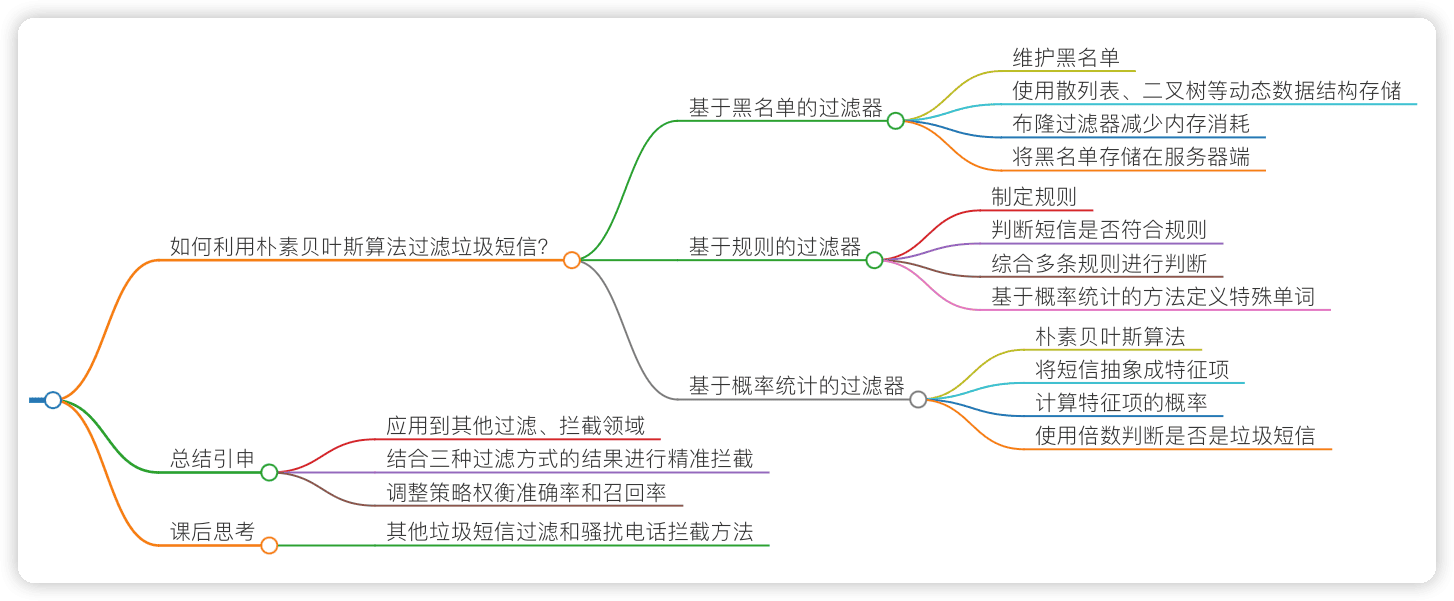 如何利用朴素贝叶斯算法过滤垃圾短信?
基于黑名单的过滤器
维护黑名单
使用散列表、二叉树等动态数据结构存储
布隆过滤器减少内存消耗
将黑名单存储在服务器端
基于规则的过滤器
制定规则
判断短信是否符合规则
综合多条规则进行判断
基于概率统计的方法定义特殊单词
基于概率统计的过滤器
朴素贝叶斯算法
将短信抽象成特征项
计算特征项的概率
使用倍数判断是否是垃圾短信
总结引申
应用到其他过滤、拦截领域
结合三种过滤方式的结果进行精准拦截
调整策略权衡准确率和召回率
课后思考
其他垃圾短信过滤和骚扰电话拦截方法